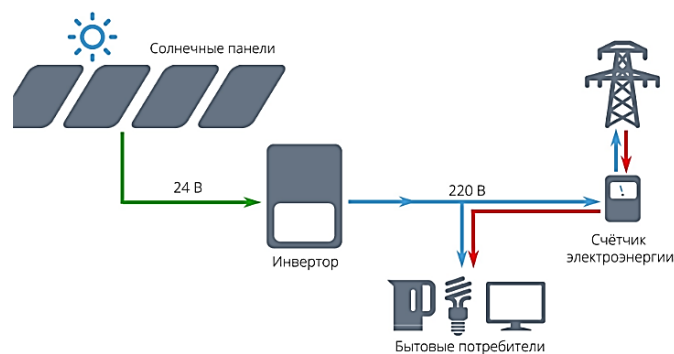 Солнечные панели
24 В
220 В
Инвертор
Счётчик
электроэнергии
Бытовые потребители